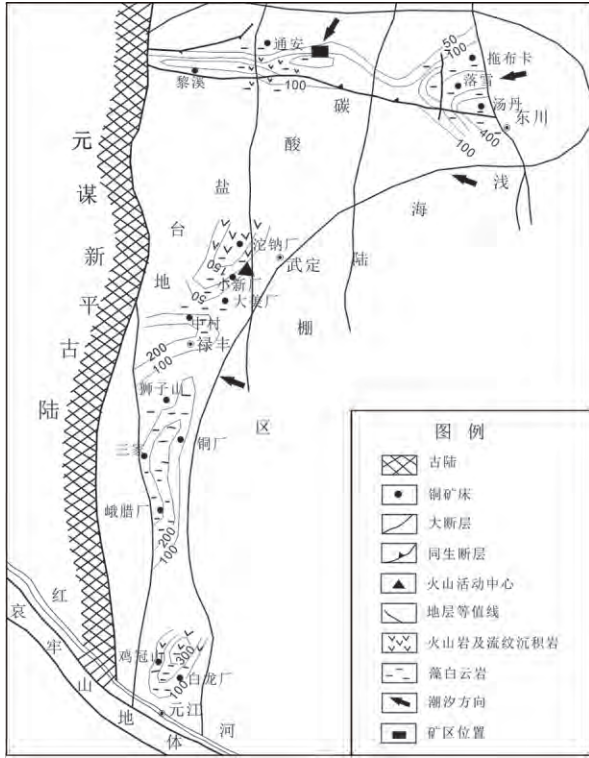 通安
拖布卡
50
100
落雪
黎溪
100
碳
汤丹
东川
400
100
酸
盐
浅
海
陆
棚
区
台
地
沱钠厂
武定
150
小新厂
50
大美厂
中村
禄丰
200
100
狮子山
三家
铜厂
峨腊厂
200
100
元谋新平古陆
红
河
哀牢山地体
鸡冠山
300
白龙厂
100
元江
图例
古陆
铜矿床
大断层
同生断层
火山活动中心
地层等值线
火山岩及流纹沉积岩
藻白云岩
潮汐方向
矿区位置